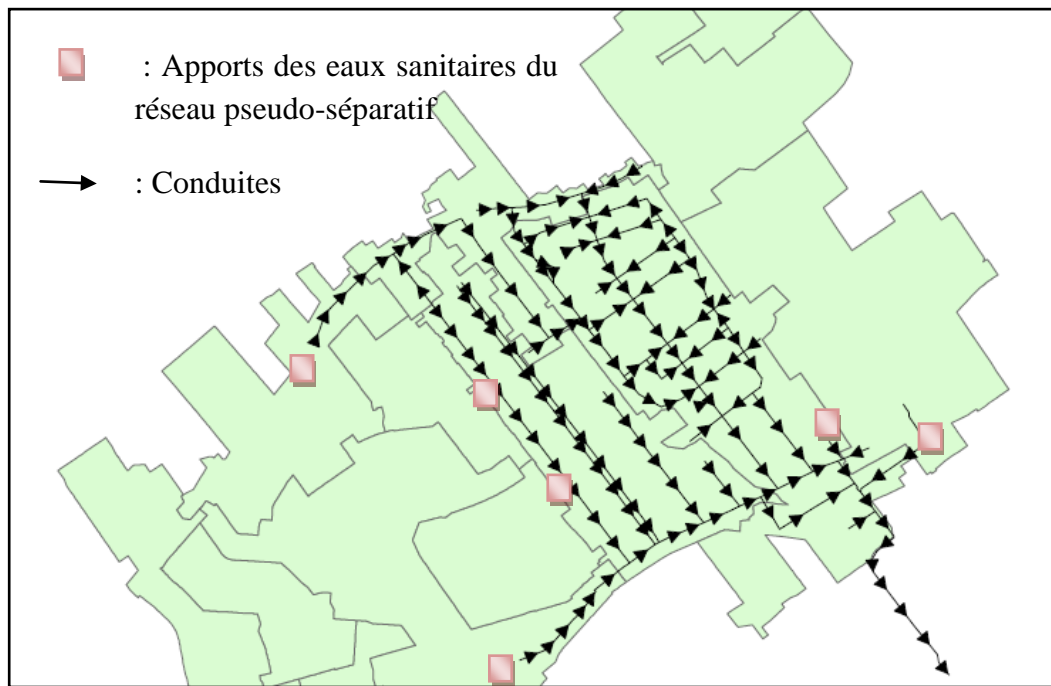 : Apports des eaux sanitaires du
réseau pseudo-séparatif
: Conduites